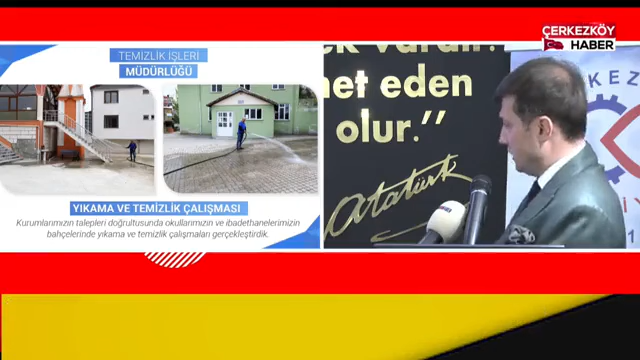 ÇERKEZKÖY
HABER
TEMİZLİK İŞLERİ
MÜDÜRLÜĞÜ
YIKAMA VE TEMİZLİK ÇALIŞMASI
Kurumlarımızın talepleri doğrultusunda okullarımızın ve ibadethanelerimizin
bahçelerinde yıkama ve temizlik çalışmaları gerçekleştirdik.
eden
olur.”
Atatürk